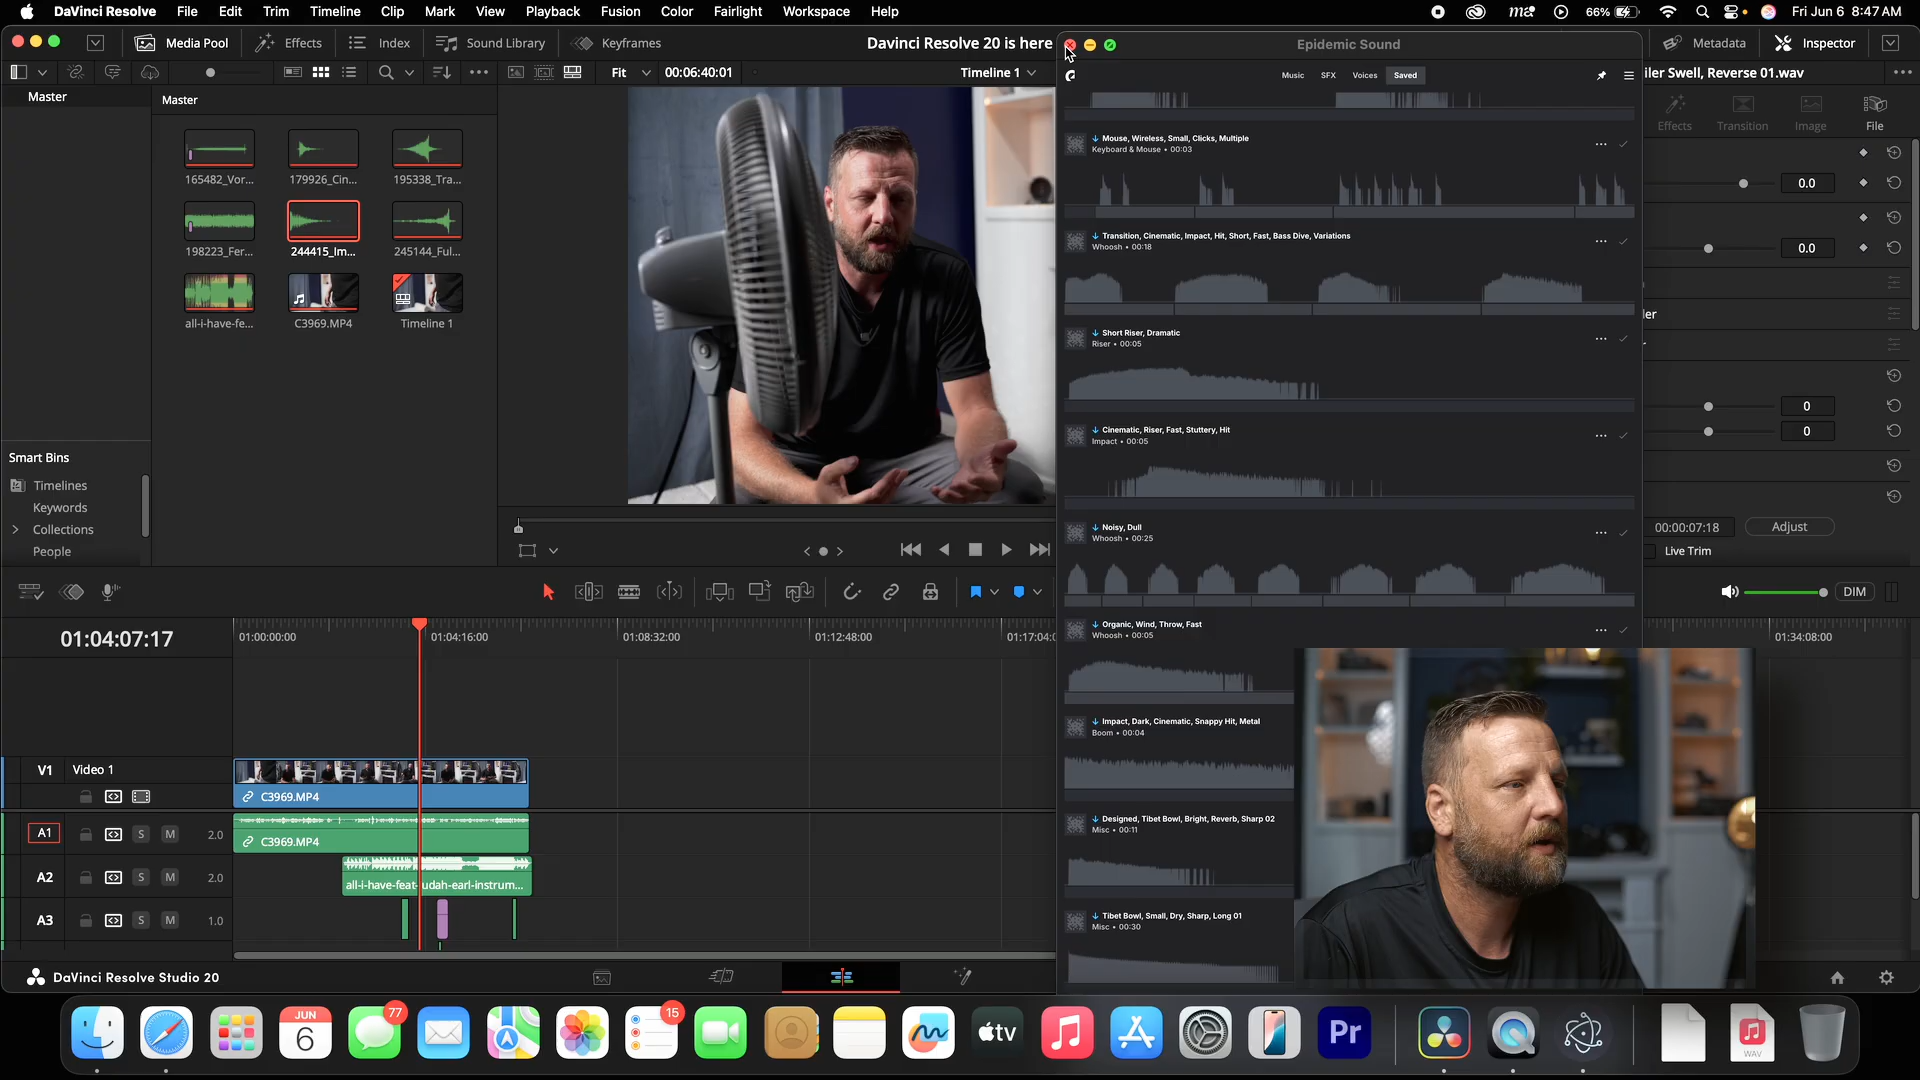 DaVinci Resolve File Edit Trim Timeline Clip Mark View Playback Fusion Color Fairlight Workspace Help 66% Fri Jun 6 8:47 AM
Media Pool Effects Index Sound Library Keyframes Davinci Resolve 20 is here Epidemic Sound Metadata Inspector
Fit 00:06:40:01 Timeline 1 Music SFX Voices Saved iler Swell, Reverse 01.wav
Master Master
Effects Transition Image File
165482_Vor... 179926_Cin... 195338_Tra...
198223_Fer... 244415_Im... 245144_Ful...
all-i-have-fe... C3969.MP4 Timeline 1
Mouse, Wireless, Small, Clicks, Multiple
Keyboard & Mouse • 00:03
0.0
Transition, Cinematic, Impact, Hit, Short, Fast, Bass Dive, Variations
Whoosh • 00:18
0.0
ler
Short Riser, Dramatic
Riser • 00:05
0
Cinematic, Riser, Fast, Stuttery, Hit
Impact • 00:05
0
Smart Bins
Timelines
Keywords
Collections
People
Noisy, Dull
Whoosh • 00:25
00:00:07:18 Adjust
Live Trim
DIM
01:04:07:17 01:00:00:00 01:04:16:00 01:08:32:00 01:12:48:00 01:17:04:0 01:34:08:00
Organic, Wind, Throw, Fast
Whoosh • 00:05
Impact, Dark, Cinematic, Snappy Hit, Metal
Boom • 00:04
Designed, Tibet Bowl, Bright, Reverb, Sharp 02
Misc • 00:11
Tibet Bowl, Small, Dry, Sharp, Long 01
Misc • 00:30
V1 Video 1
C3969.MP4
A1 S M 2.0
C3969.MP4
A2 S M 2.0
all-i-have-feat-judah-earl-instrum...
A3 S M 1.0
DaVinci Resolve Studio 20
JUN
6
77
15
tv
Pr
WAV